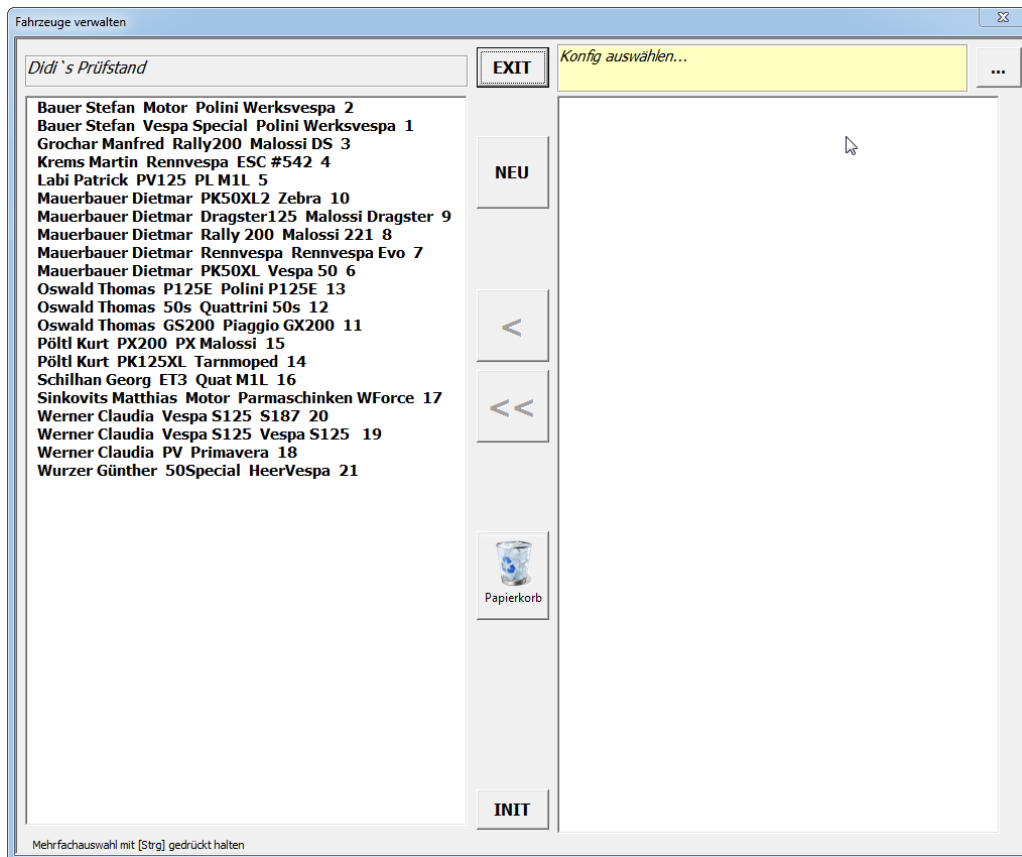 Fahrzeuge verwalten
Didi`s Prüfstand
EXIT
Konfig auswählen...
...
Bauer Stefan Motor Polini Werksvespa 2
Bauer Stefan Vespa Special Polini Werksvespa 1
Grochar Manfred Rally200 Malossi DS 3
Krems Martin Rennvespa ESC #542 4
Labi Patrick PV125 PL M1L 5
Mauerbauer Dietmar PK50XL2 Zebra 10
Mauerbauer Dietmar Dragster125 Malossi Dragster 9
Mauerbauer Dietmar Rally 200 Malossi 221 8
Mauerbauer Dietmar Rennvespa Rennvespa Evo 7
Mauerbauer Dietmar PK50XL Vespa 50 6
Oswald Thomas P125E Polini P125E 13
Oswald Thomas 50s Quattrini 50s 12
Oswald Thomas GS200 Piaggio GX200 11
Pöltl Kurt PX200 PX Malossi 15
Pöltl Kurt PK125XL Tarnmoped 14
Schilhan Georg ET3 Quat M1L 16
Sinkovits Matthias Motor Parmaschinken WForce 17
Werner Claudia Vespa S125 S187 20
Werner Claudia Vespa S125 Vespa S125 19
Werner Claudia PV Primavera 18
Wurzer Günther 50Special HeerVespa 21
NEU
<
<<
Papierkorb
INIT
Mehrfachauswahl mit [Strg] gedrückt halten